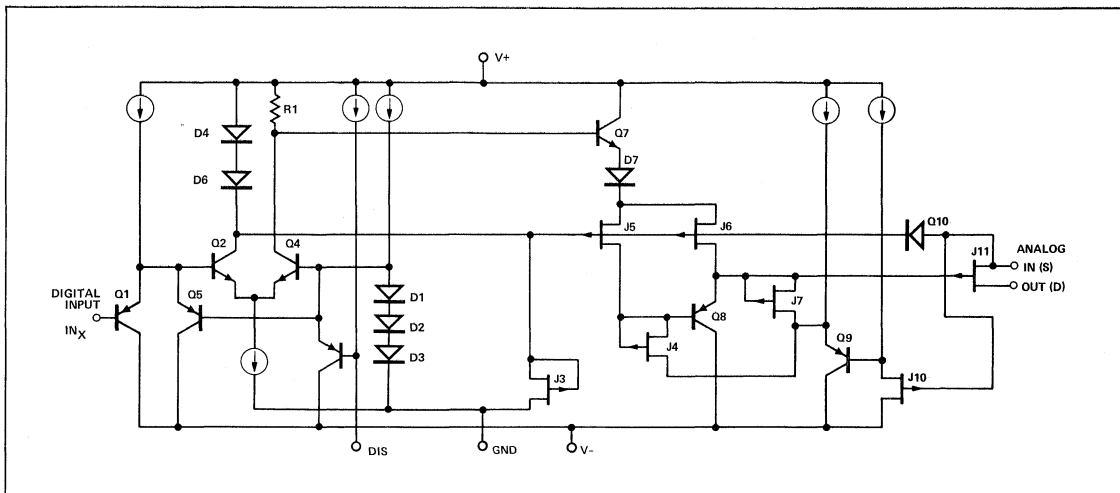 V+
R1
D4
Q7
D7
D6
Q10
J5
J6
J11
ANALOG
IN (S)
OUT (D)
Q2
Q4
DIGITAL
INPUT
INX
Q1
Q5
D1
J7
D2
Q8
Q9
J4
D3
J3
J10
DIS
GND
V-